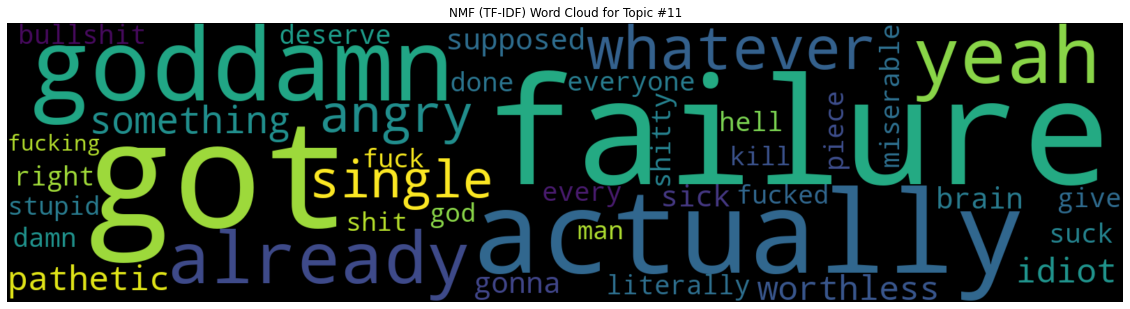 NMF (TF-IDF) Word Cloud for Topic #11
bullshit
goddamn
deserve
supposed
whatever
yeah
miserable
done
everyone
something
angry
failure
shitty
hell
piece
kill
fucking
got
fuck
single
right
every
sick
fucked
brain
give
stupid
shit
god
actually
man
suck
damn
already
pathetic
gonna
literally
worthless
idiot